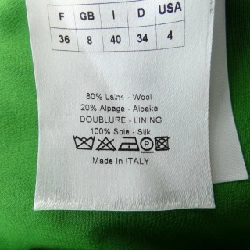 F GB I D USA
36 8 40 34 4
80% Laine - Wool
20% Alpaga - Alpaka
DOUBLURE - LINING
100% Soie - Silk
Made in ITALY